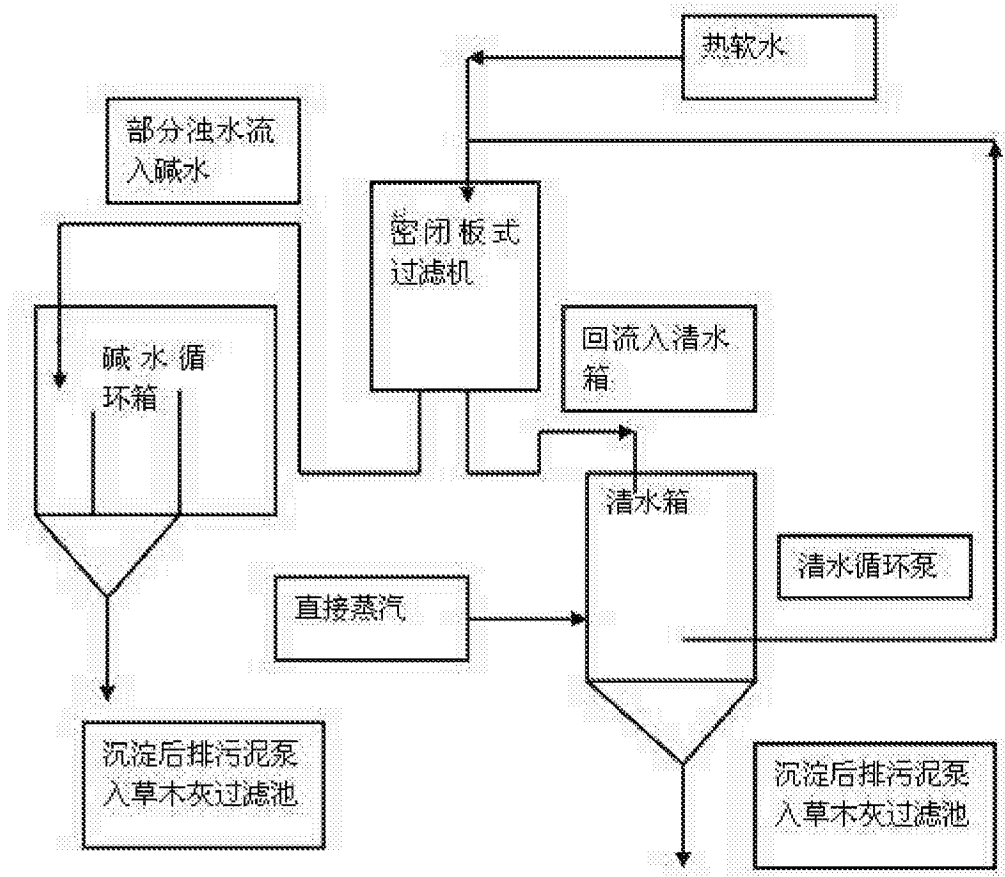 热软水
部分浊水流
入碱水
密闭板式
过滤机
回流入清水
箱
碱水循
环箱
清水箱
清水循环泵
直接蒸汽
沉淀后排污泥泵
入草木灰过滤池
沉淀后排污泥泵
入草木灰过滤池